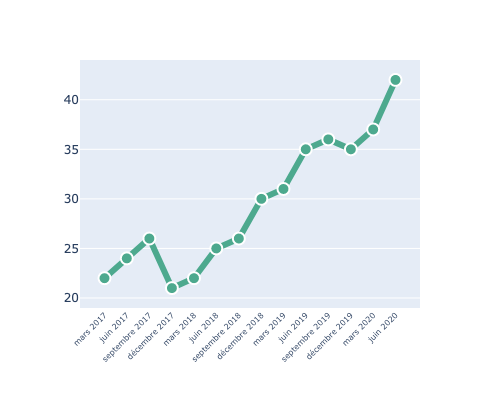 40
35
30
25
20
mars 2017
juin 2017
septembre 2017
décembre 2017
mars 2018
juin 2018
septembre 2018
décembre 2018
mars 2019
juin 2019
septembre 2019
décembre 2019
mars 2020
juin 2020